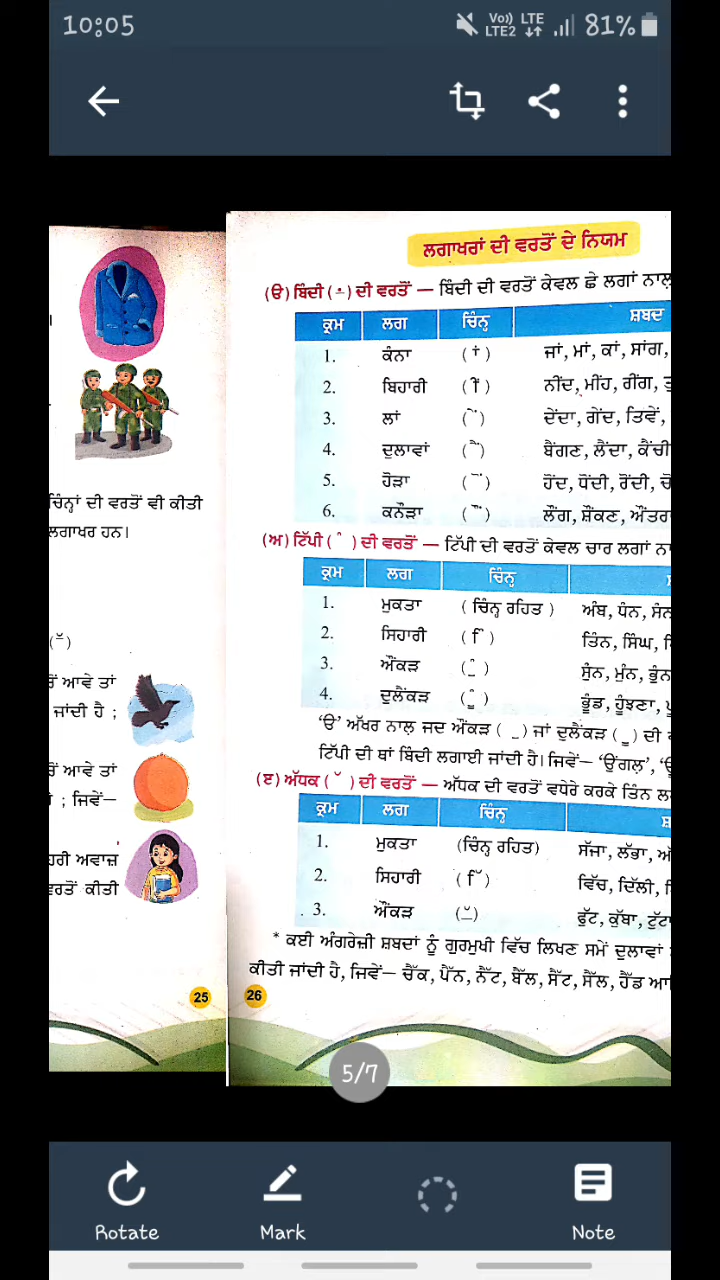 10:05
Vo)) LTE
LTE2
81%
।
ਚਿੰਨ੍ਹਾਂ ਦੀ ਵਰਤੋਂ ਵੀ ਕੀਤੀ
ਲਗਾਖਰ ਹਨ।
(ੱ)
ਆਵੇ ਤਾਂ
ਜਾਂਦੀ ਹੈ ;
ਆਵੇ ਤਾਂ
; ਜਿਵੇਂ—
ਅਵਾਜ਼
ਕੀਤੀ
25
ਲਗਾਖਰਾਂ ਦੀ ਵਰਤੋਂ ਦੇ ਨਿਯਮ
(ੳ) ਬਿੰਦੀ (ਂ) ਦੀ ਵਰਤੋਂ — ਬਿੰਦੀ ਦੀ ਵਰਤੋਂ ਕੇਵਲ ਛੇ ਲਗਾਂ ਨਾਲ਼
ਕ੍ਰਮ ਲਗ ਚਿੰਨ੍ਹ ਸ਼ਬਦ
1. ਕੰਨਾ (ਾਂ) ਜਾਂ, ਮਾਂ, ਕਾਂ, ਸਾਂਗ,
2. ਬਿਹਾਰੀ (ੀਂ) ਨੀਂਦ, ਮੀਂਹ, ਗੀਂਗ,
3. ਲਾਂ (ੇਂ) ਦੇਂਦਾ, ਗੇਂਦ, ਤਿਵੇਂ,
4. ਦੁਲਾਵਾਂ (ੈਂ) ਬੈਂਗਣ, ਲੈਂਦਾ, ਕੈਂਚੀ
5. ਹੋੜਾ (ੋਂ) ਹੋਂਦ, ਧੋਂਦੀ, ਰੋਂਦੀ,
6. ਕਨੌੜਾ (ੌਂ) ਲੌਂਗ, ਸ਼ੌਂਕਣ, ਔਂਤਰ
(ਅ) ਟਿੱਪੀ (ੰ) ਦੀ ਵਰਤੋਂ — ਟਿੱਪੀ ਦੀ ਵਰਤੋਂ ਕੇਵਲ ਚਾਰ ਲਗਾਂ
ਕ੍ਰਮ ਲਗ ਚਿੰਨ੍ਹ
1. ਮੁਕਤਾ ( ਚਿੰਨ੍ਹ ਰਹਿਤ ) ਅੰਬ, ਧੰਨ, ਸੰਨ
2. ਸਿਹਾਰੀ (ਿੰ) ਤਿੰਨ, ਸਿੰਘ,
3. ਔਂਕੜ (ੁੰ) ਸੁੰਨ, ਮੁੰਨ, ਭੁੰਨ
4. ਦੁਲੈਂਕੜ (ੂੰ) ਭੂੰਡ, ਹੂੰਝਣਾ,
'ੳ' ਅੱਖਰ ਨਾਲ਼ ਜਦ ਔਂਕੜ (ੁ) ਜਾਂ ਦੁਲੈਂਕੜ (ੂ) ਦੀ
ਟਿੱਪੀ ਦੀ ਥਾਂ ਬਿੰਦੀ ਲਗਾਈ ਜਾਂਦੀ ਹੈ। ਜਿਵੇਂ— 'ਉਂਗਲ਼',
(ੲ) ਅੱਧਕ (ੱ) ਦੀ ਵਰਤੋਂ — ਅੱਧਕ ਦੀ ਵਰਤੋਂ ਵਧੇਰੇ ਕਰਕੇ ਤਿੰਨ
ਕ੍ਰਮ ਲਗ ਚਿੰਨ੍ਹ
1. ਮੁਕਤਾ (ਚਿੰਨ੍ਹ ਰਹਿਤ) ਸੱਜਾ, ਲੱਭਾ,
2. ਸਿਹਾਰੀ (ਿੱ) ਵਿੱਚ, ਦਿੱਲੀ,
3. ਔਂਕੜ (ੁੱ) ਫੁੱਟ, ਕੁੱਬਾ, ਟੁੱਟਾ
* ਕਈ ਅੰਗਰੇਜ਼ੀ ਸ਼ਬਦਾਂ ਨੂੰ ਗੁਰਮੁਖੀ ਵਿੱਚ ਲਿਖਣ ਸਮੇਂ ਦੁਲਾਵਾਂ
ਕੀਤੀ ਜਾਂਦੀ ਹੈ, ਜਿਵੇਂ— ਚੈੱਕ, ਪੈੱਨ, ਨੈੱਟ, ਬੈੱਲ, ਸੈੱਟ, ਸੈੱਲ, ਹੈੱਡ
26
5/7
Rotate
Mark
Note